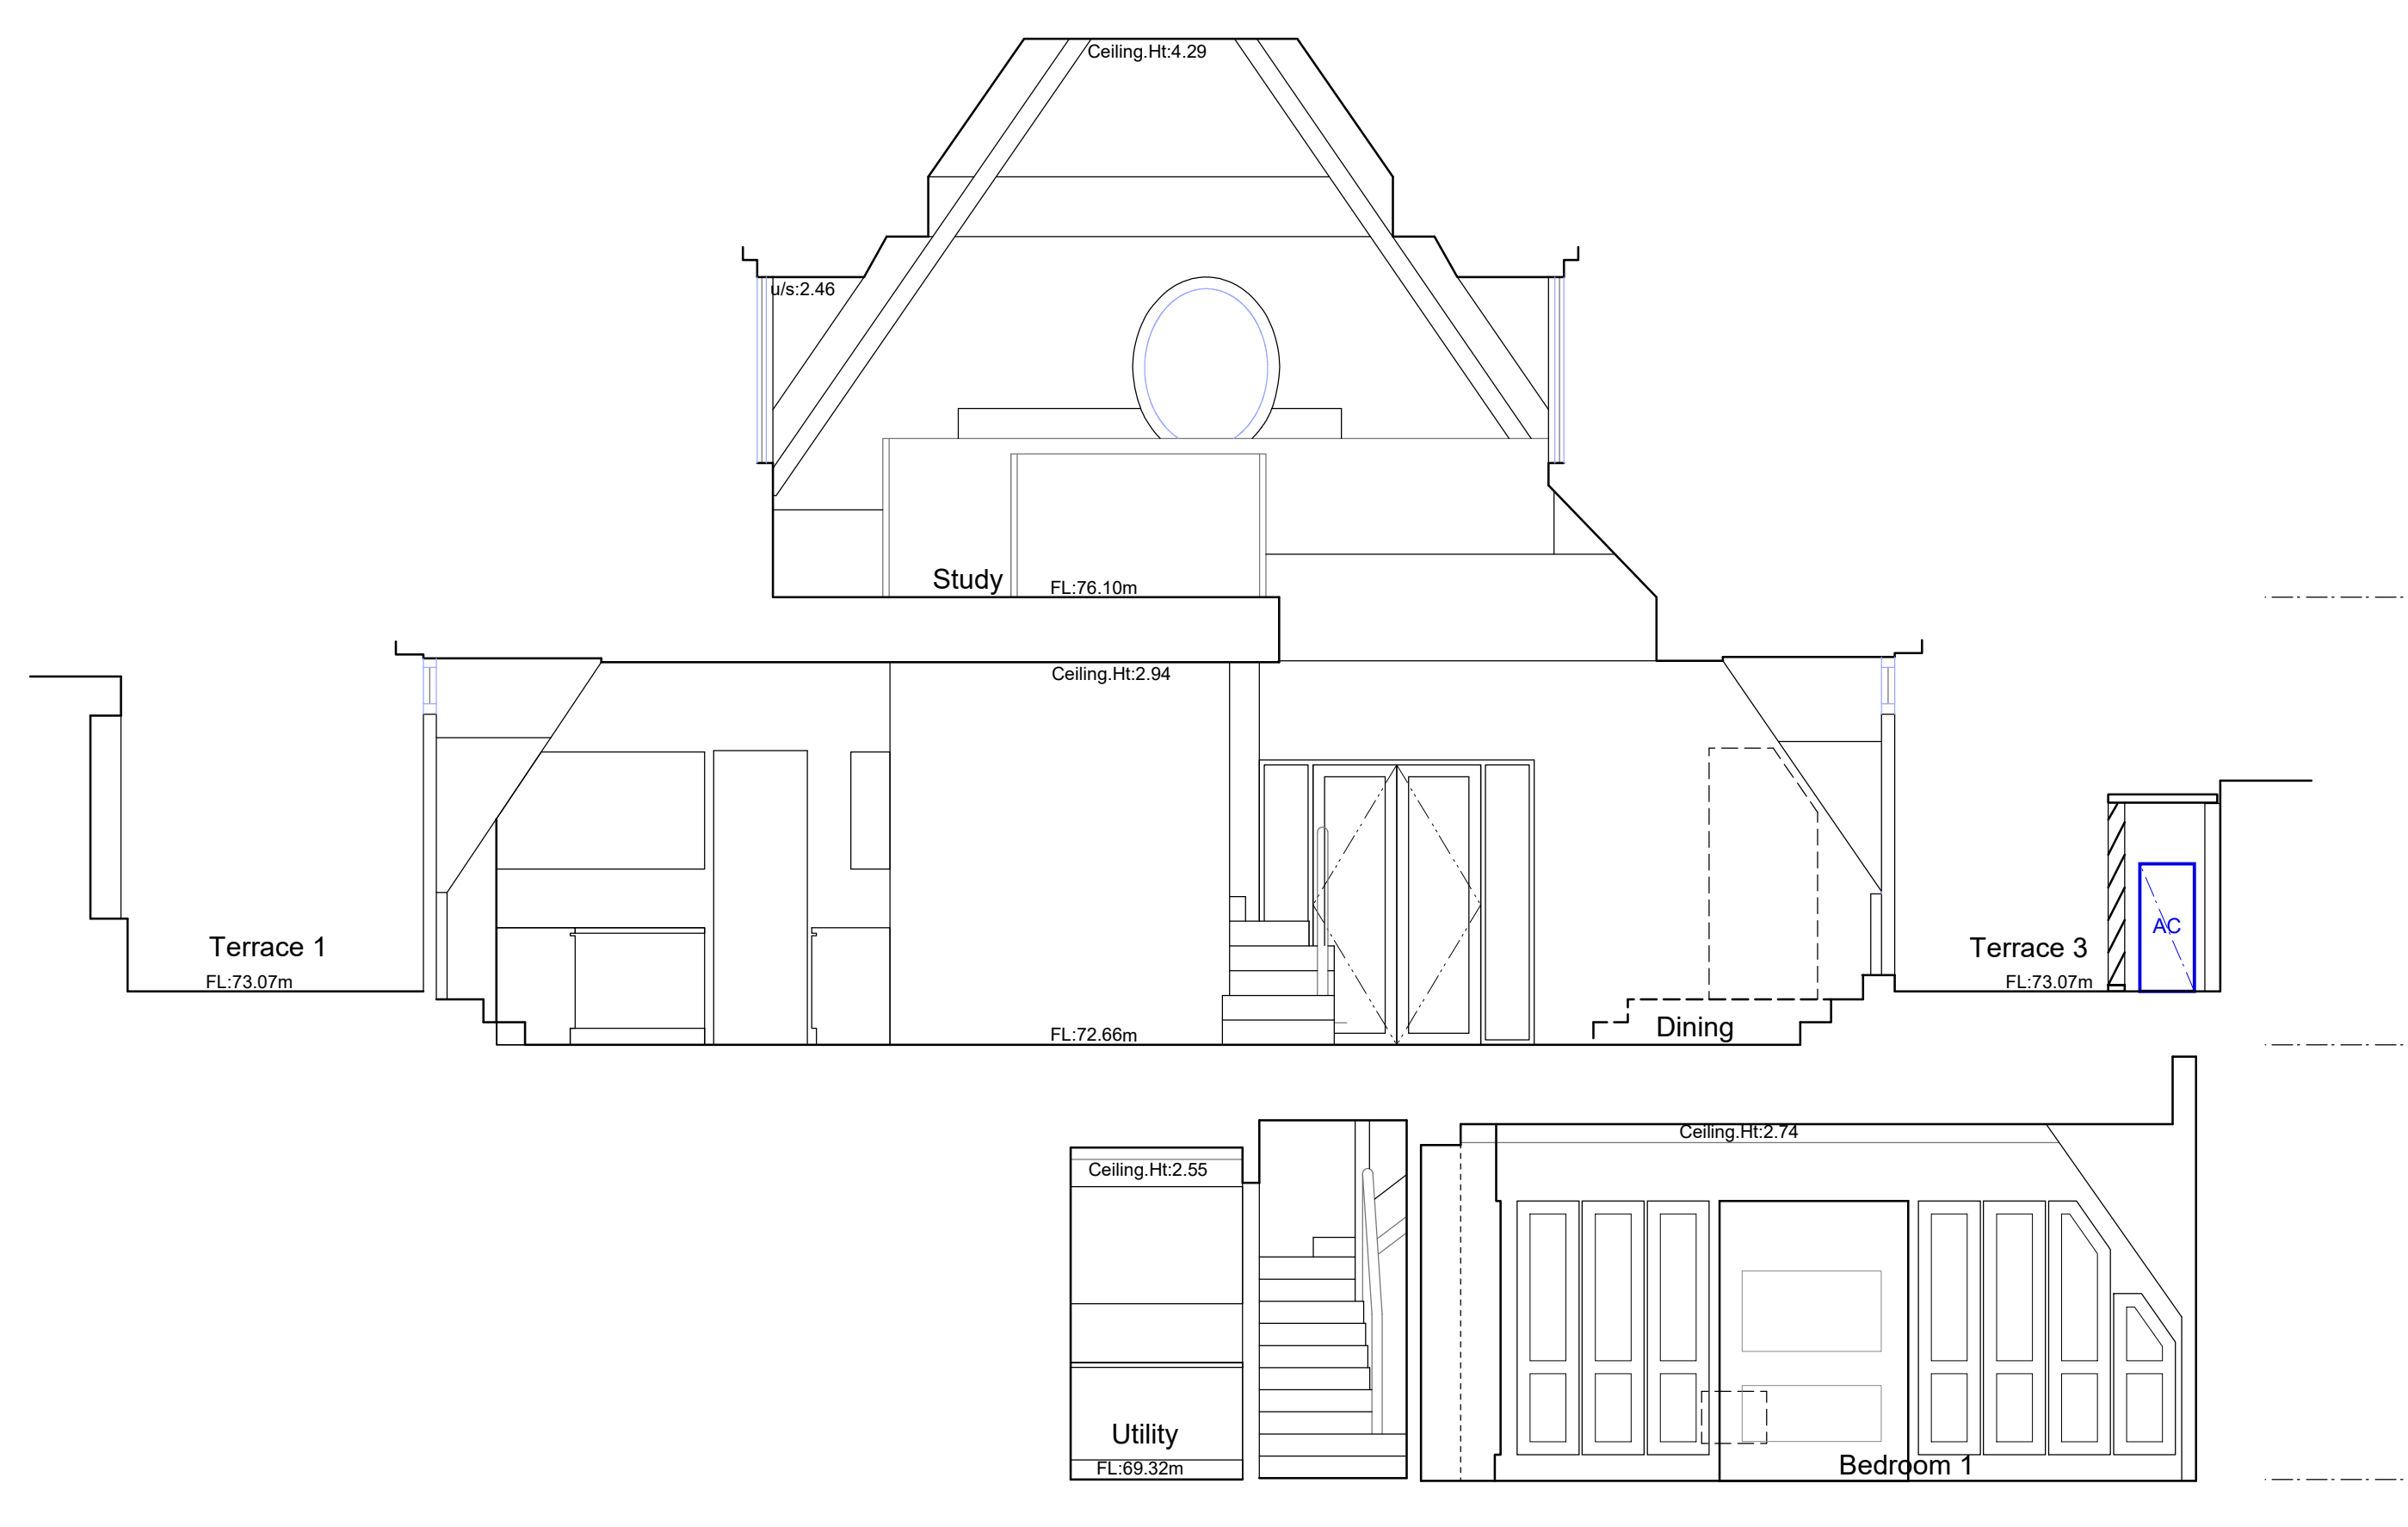 Ceiling.Ht:4.29
u/s:2.46
Study
FL:76.10m
Ceiling.Ht:2.94
Terrace 1
FL:73.07m
AC
Terrace 3
FL:73.07m
Dining
FL:72.66m
Ceiling.Ht:2.74
Ceiling.Ht:2.55
Utility
FL:69.32m
Bedroom 1